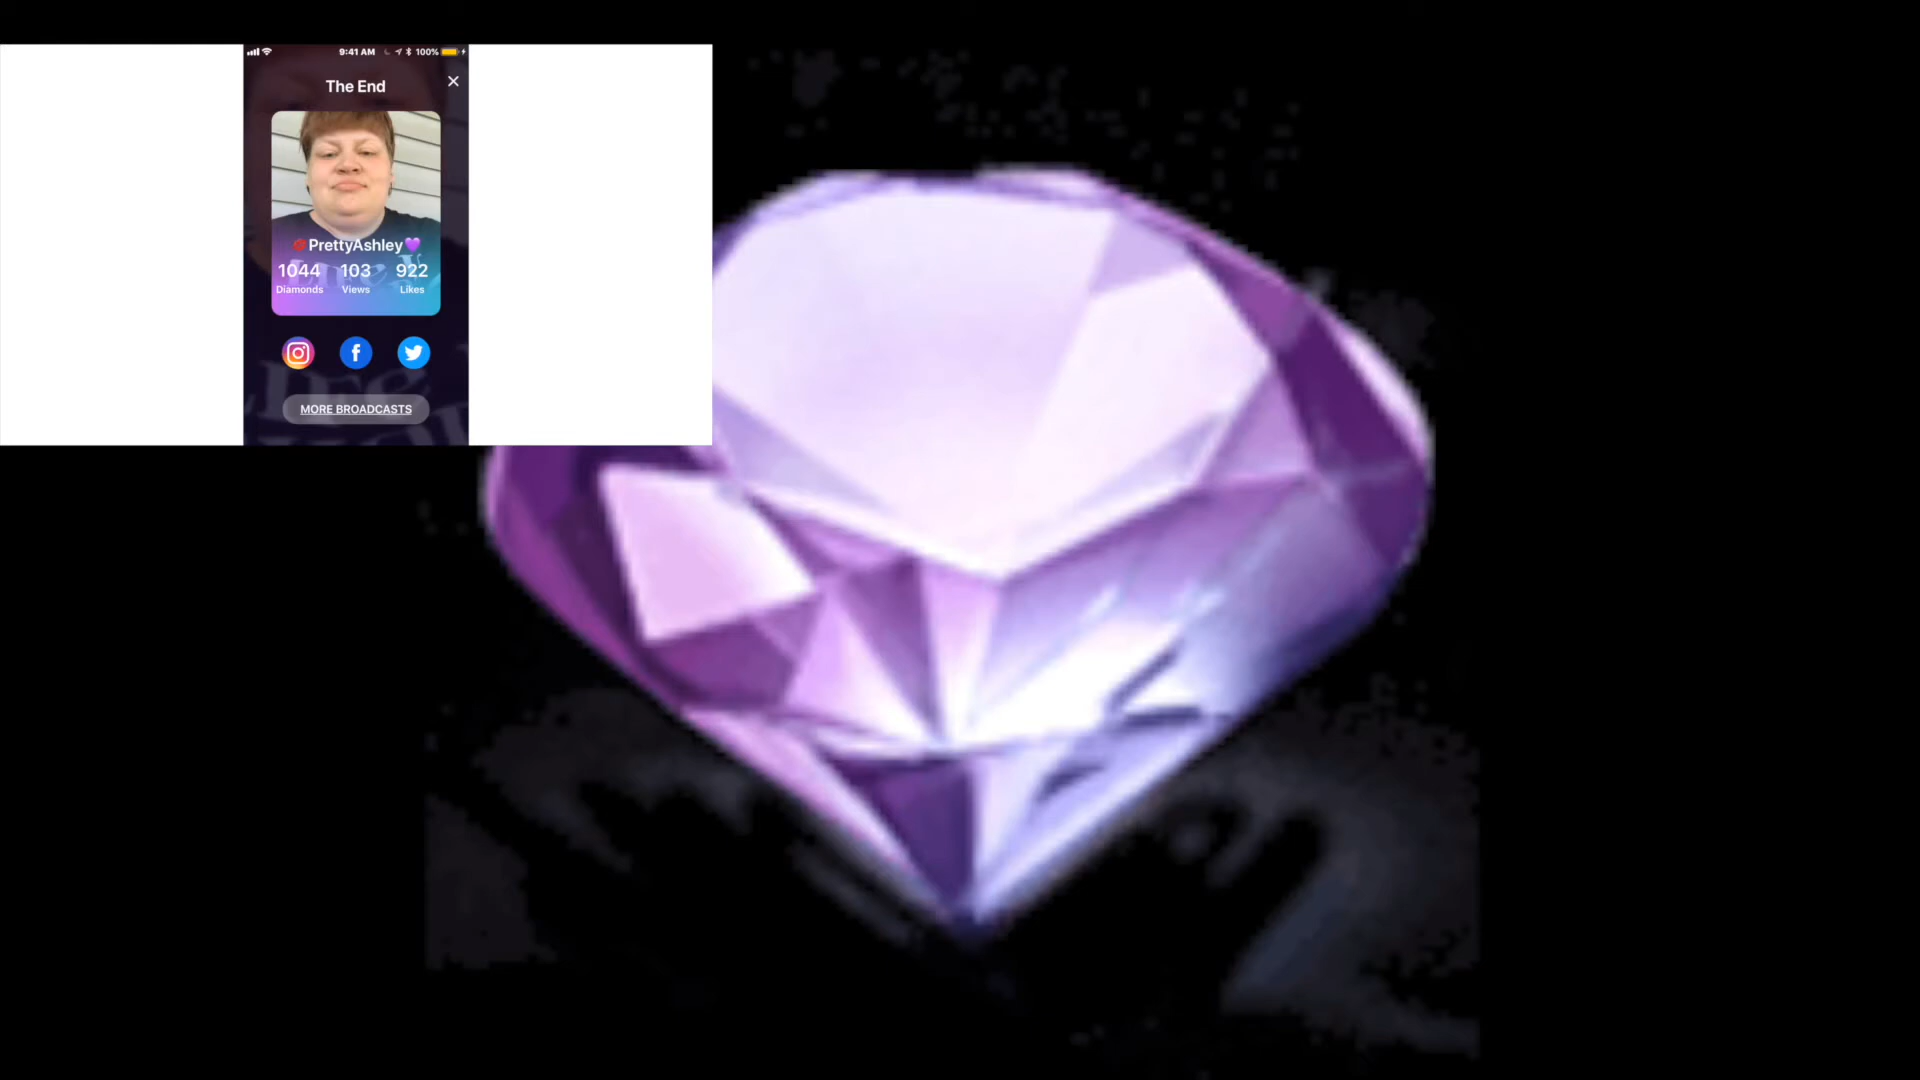 9:41 AM 100%
The End
💯PrettyAshley💜
1044 103 922
Diamonds Views Likes
MORE BROADCASTS